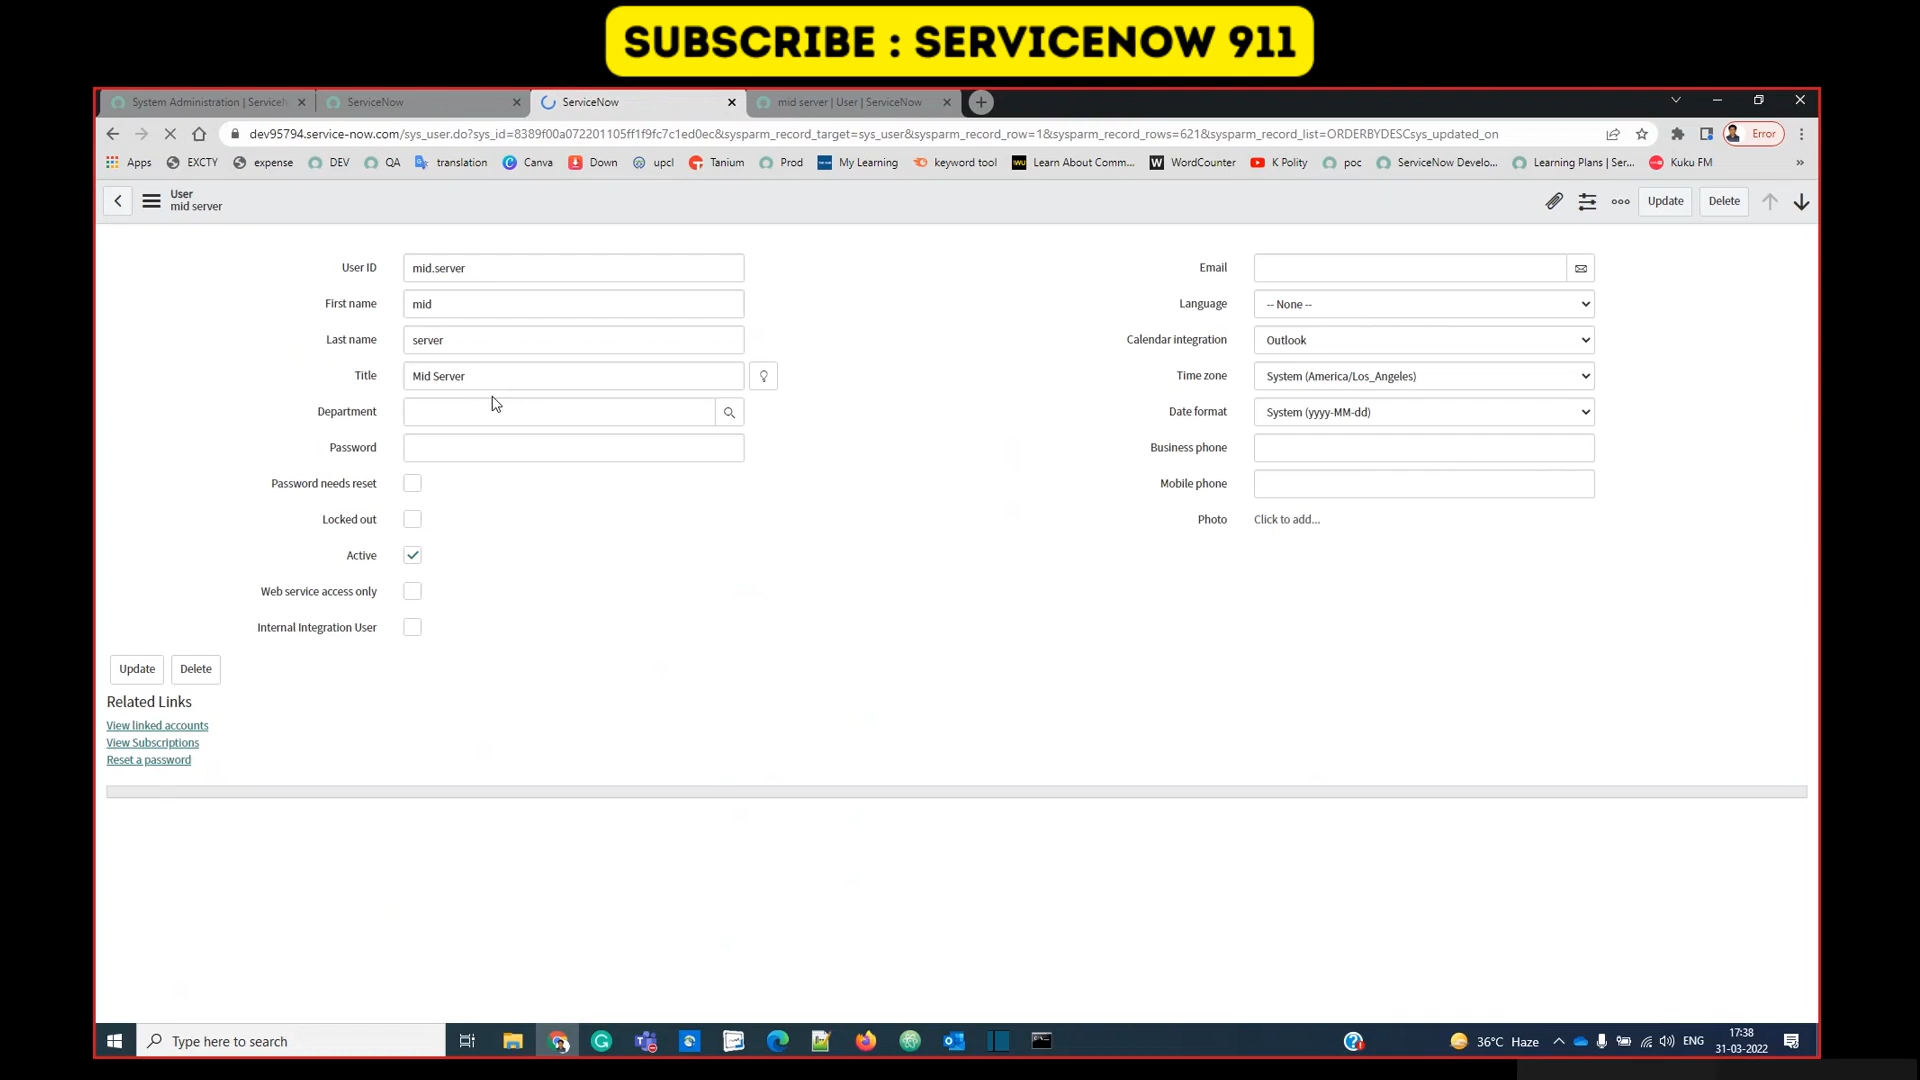 SUBSCRIBE : SERVICENOW 911
System Administration | Servicel
ServiceNow
ServiceNow
mid server | User | ServiceNow
dev95794.service-now.com/sys_user.do?sys_id=8389f00a072201105ff1f9fc7c1ed0ec&sysparm_record_target=sys_user&sysparm_record_row=1&sysparm_record_rows=621&sysparm_record_list=ORDERBYDESCsys_updated_on
Error
Apps
EXCTY
expense
DEV
QA
translation
Canva
Down
upcl
Tanium
Prod
My Learning
keyword tool
Learn About Comm...
WordCounter
K Polity
poc
ServiceNow Develo...
Learning Plans | Ser...
Kuku FM
User
mid server
Update
Delete
User ID
mid.server
First name
mid
Last name
server
Title
Mid Server
Department
Password
Password needs reset
Locked out
Active
Web service access only
Internal Integration User
Email
Language
-- None --
Calendar integration
Outlook
Time zone
System (America/Los_Angeles)
Date format
System (yyyy-MM-dd)
Business phone
Mobile phone
Photo
Click to add...
Update
Delete
Related Links
View linked accounts
View Subscriptions
Reset a password
Type here to search
36°C Haze
ENG
17:38
31-03-2022